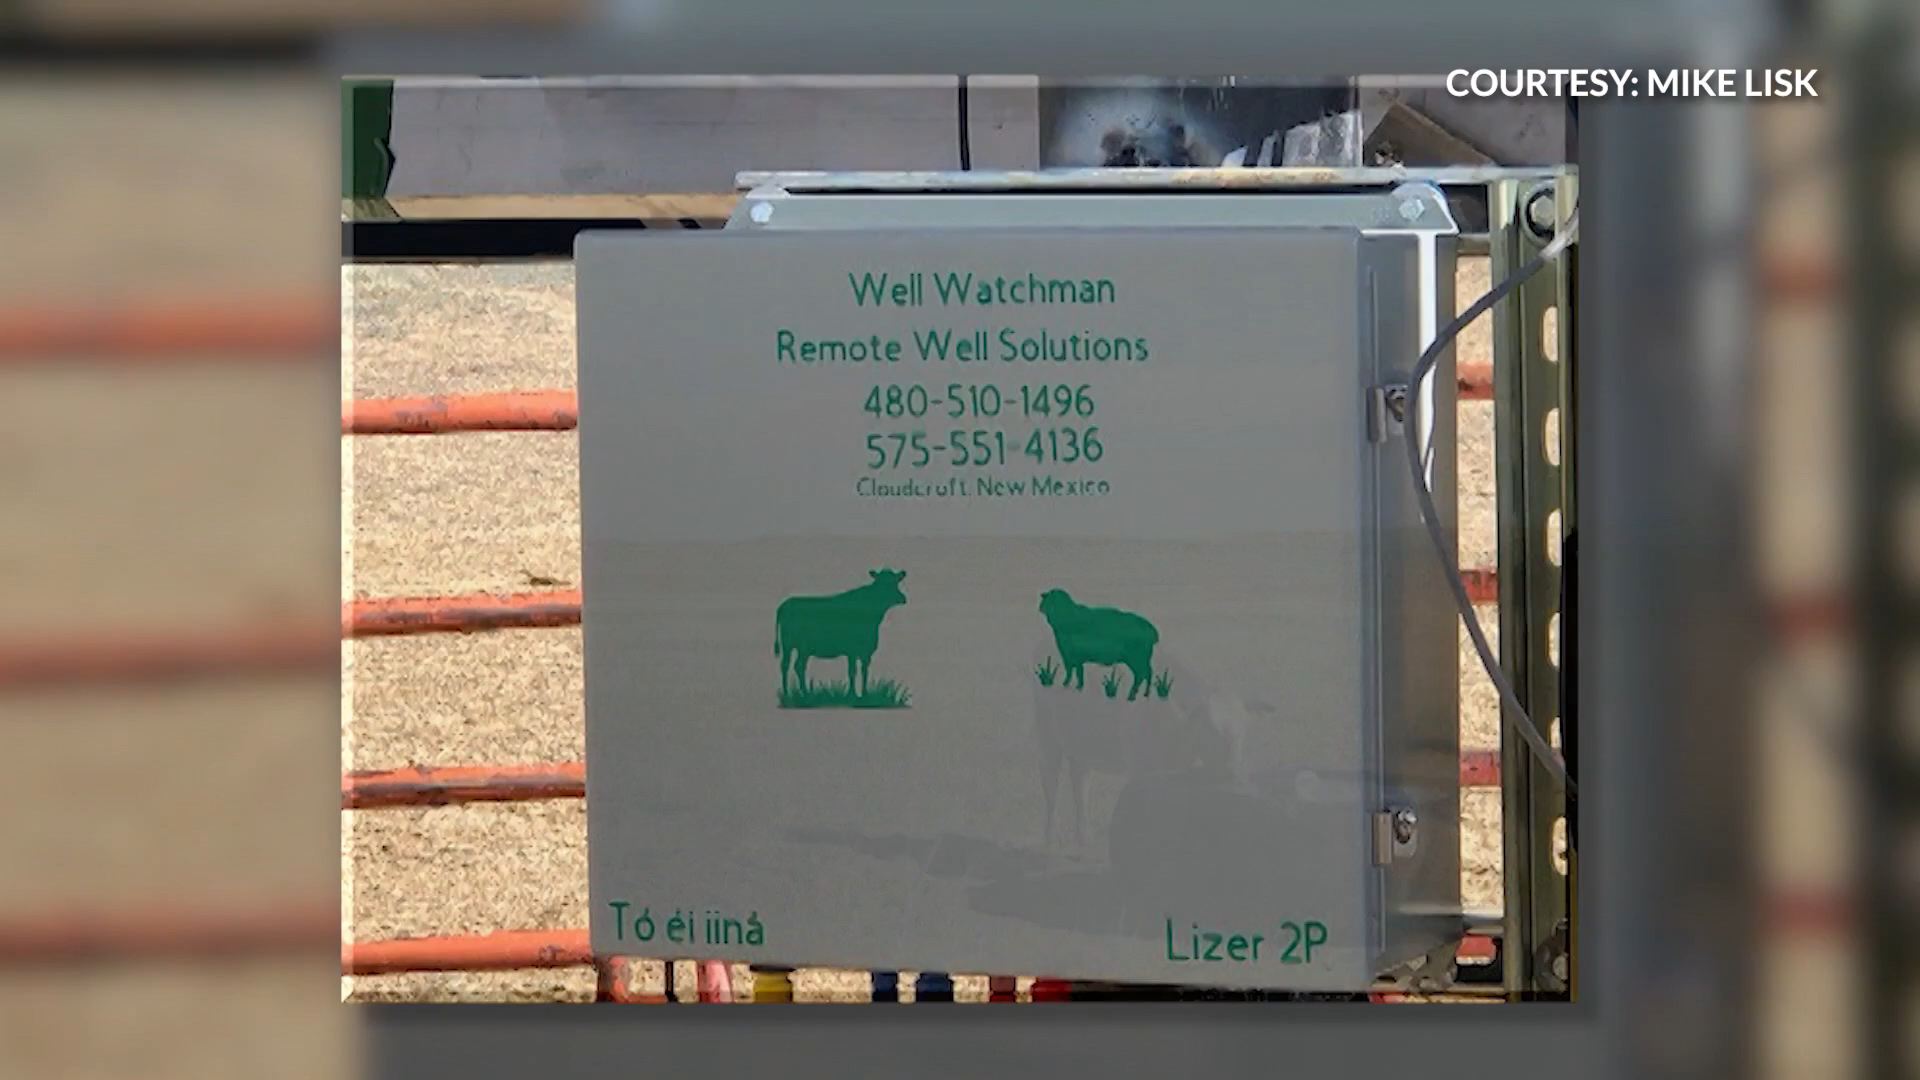 COURTESY: MIKE LISK
Well Watchman
Remote Well Solutions
480-510-1496
575-551-4136
Cloudcroft, New Mexico
Tó éí iiná
Lizer 2P